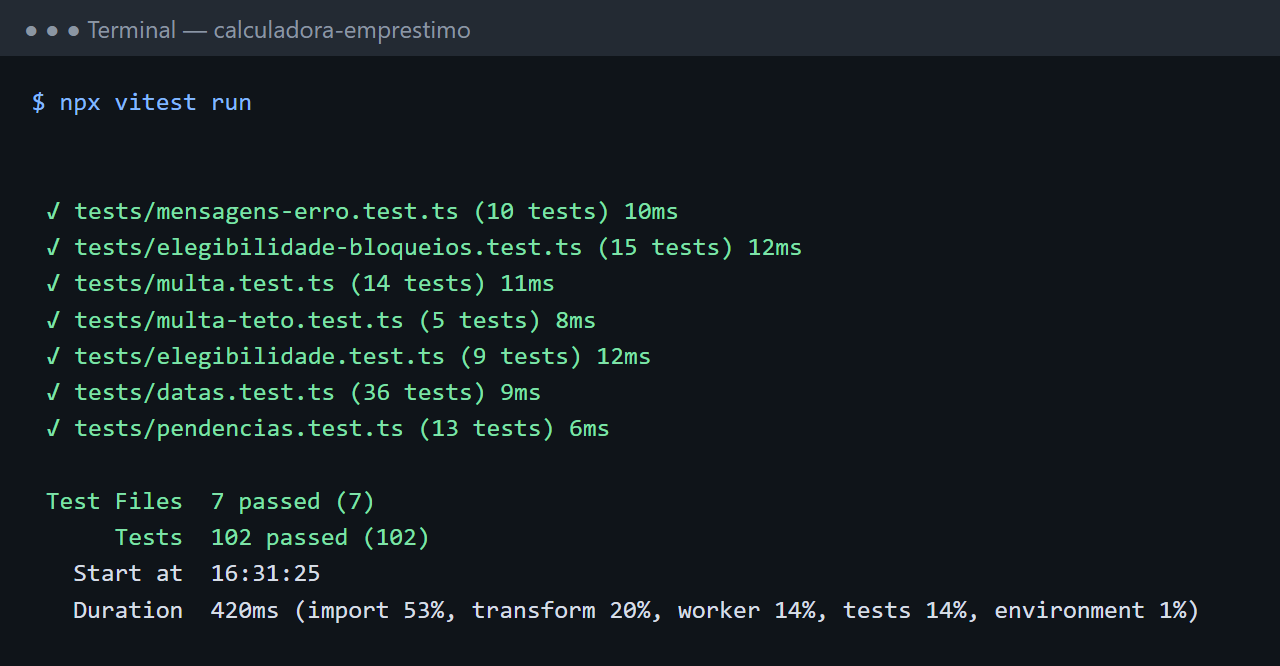 ● ● ● Terminal — calculadora-emprestimo
$ npx vitest run
✓ tests/mensagens-erro.test.ts (10 tests) 10ms
✓ tests/elegibilidade-bloqueios.test.ts (15 tests) 12ms
✓ tests/multa.test.ts (14 tests) 11ms
✓ tests/multa-teto.test.ts (5 tests) 8ms
✓ tests/elegibilidade.test.ts (9 tests) 12ms
✓ tests/datas.test.ts (36 tests) 9ms
✓ tests/pendencias.test.ts (13 tests) 6ms
Test Files  7 passed (7)
Tests  102 passed (102)
Start at  16:31:25
Duration  420ms (import 53%, transform 20%, worker 14%, tests 14%, environment 1%)